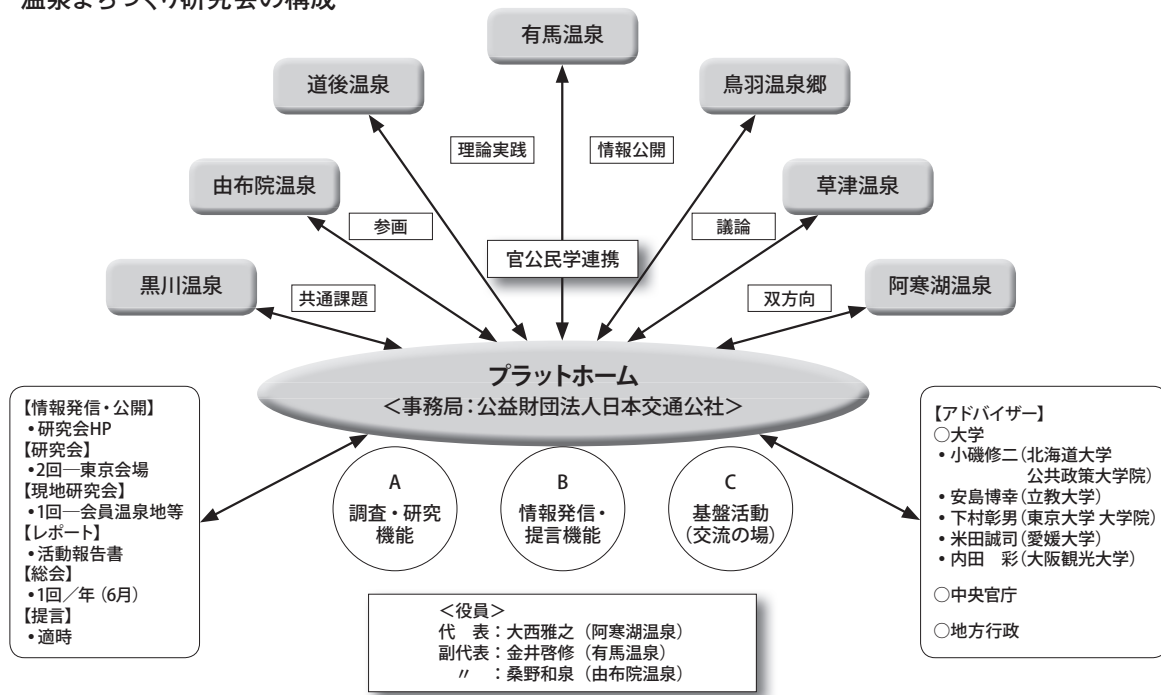 温泉まちづくり研究会の構成
有馬温泉
道後温泉
鳥羽温泉郷
理論実践
情報公開
由布院温泉
草津温泉
参画
議論
官公民学連携
黒川温泉
共通課題
双方向
阿寒湖温泉
プラットホーム
＜事務局：公益財団法人日本交通公社＞
【情報発信・公開】
•研究会HP
【研究会】
•2回―東京会場
【現地研究会】
•1回―会員温泉地等
【レポート】
•活動報告書
【総会】
•1回／年（6月）
【提言】
•適時
A
調査・研究
機能
B
情報発信・
提言機能
C
基盤活動
（交流の場）
【アドバイザー】
○大学
•小磯修二（北海道大学
公共政策大学院）
•安島博幸（立教大学）
•下村彰男（東京大学 大学院）
•米田誠司（愛媛大学）
•内田　彩（大阪観光大学）
○中央官庁
○地方行政
＜役員＞
代　表：大西雅之（阿寒湖温泉）
副代表：金井啓修（有馬温泉）
〃　：桑野和泉（由布院温泉）